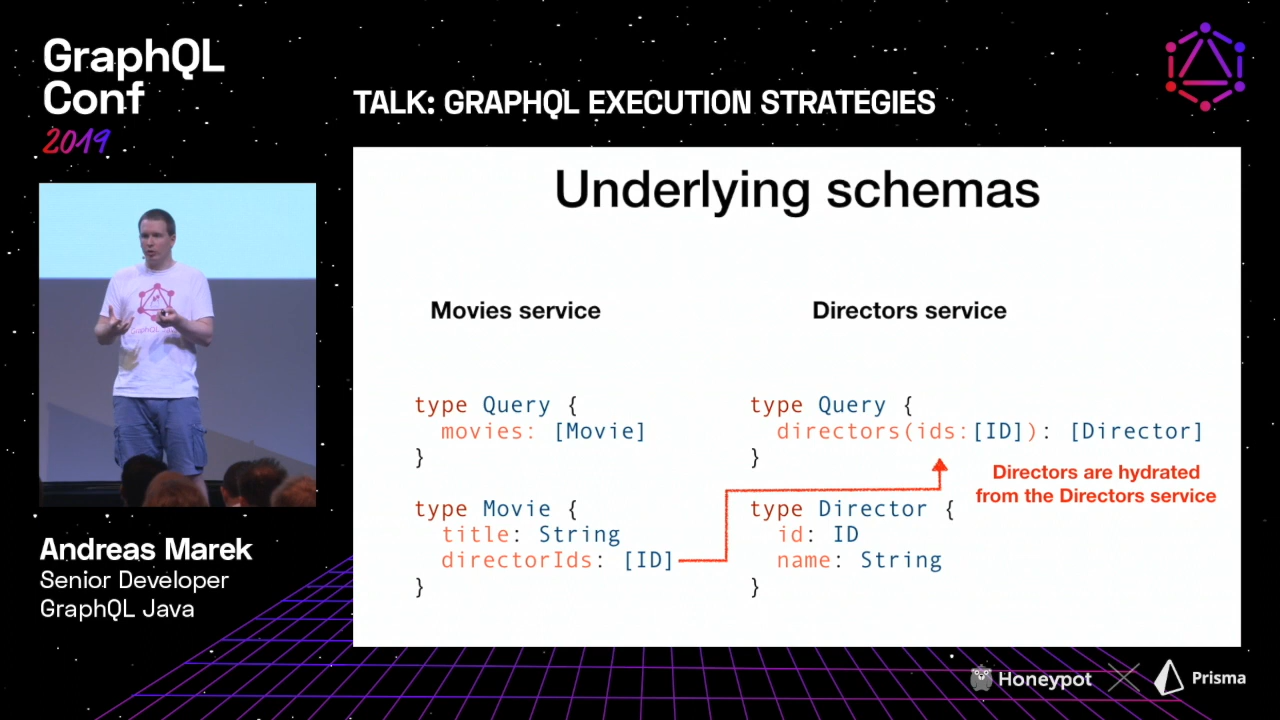 GraphQL
Conf
2019
TALK: GRAPHQL EXECUTION STRATEGIES
Underlying schemas
Movies service
type Query {
movies: [Movie]
}
type Movie {
title: String
directorIds: [ID]
}
Directors service
type Query {
directors(ids:[ID]): [Director]
}
Directors are hydrated
from the Directors service
type Director {
id: ID
name: String
}
Andreas Marek
Senior Developer
GraphQL Java
Honeypot
Prisma